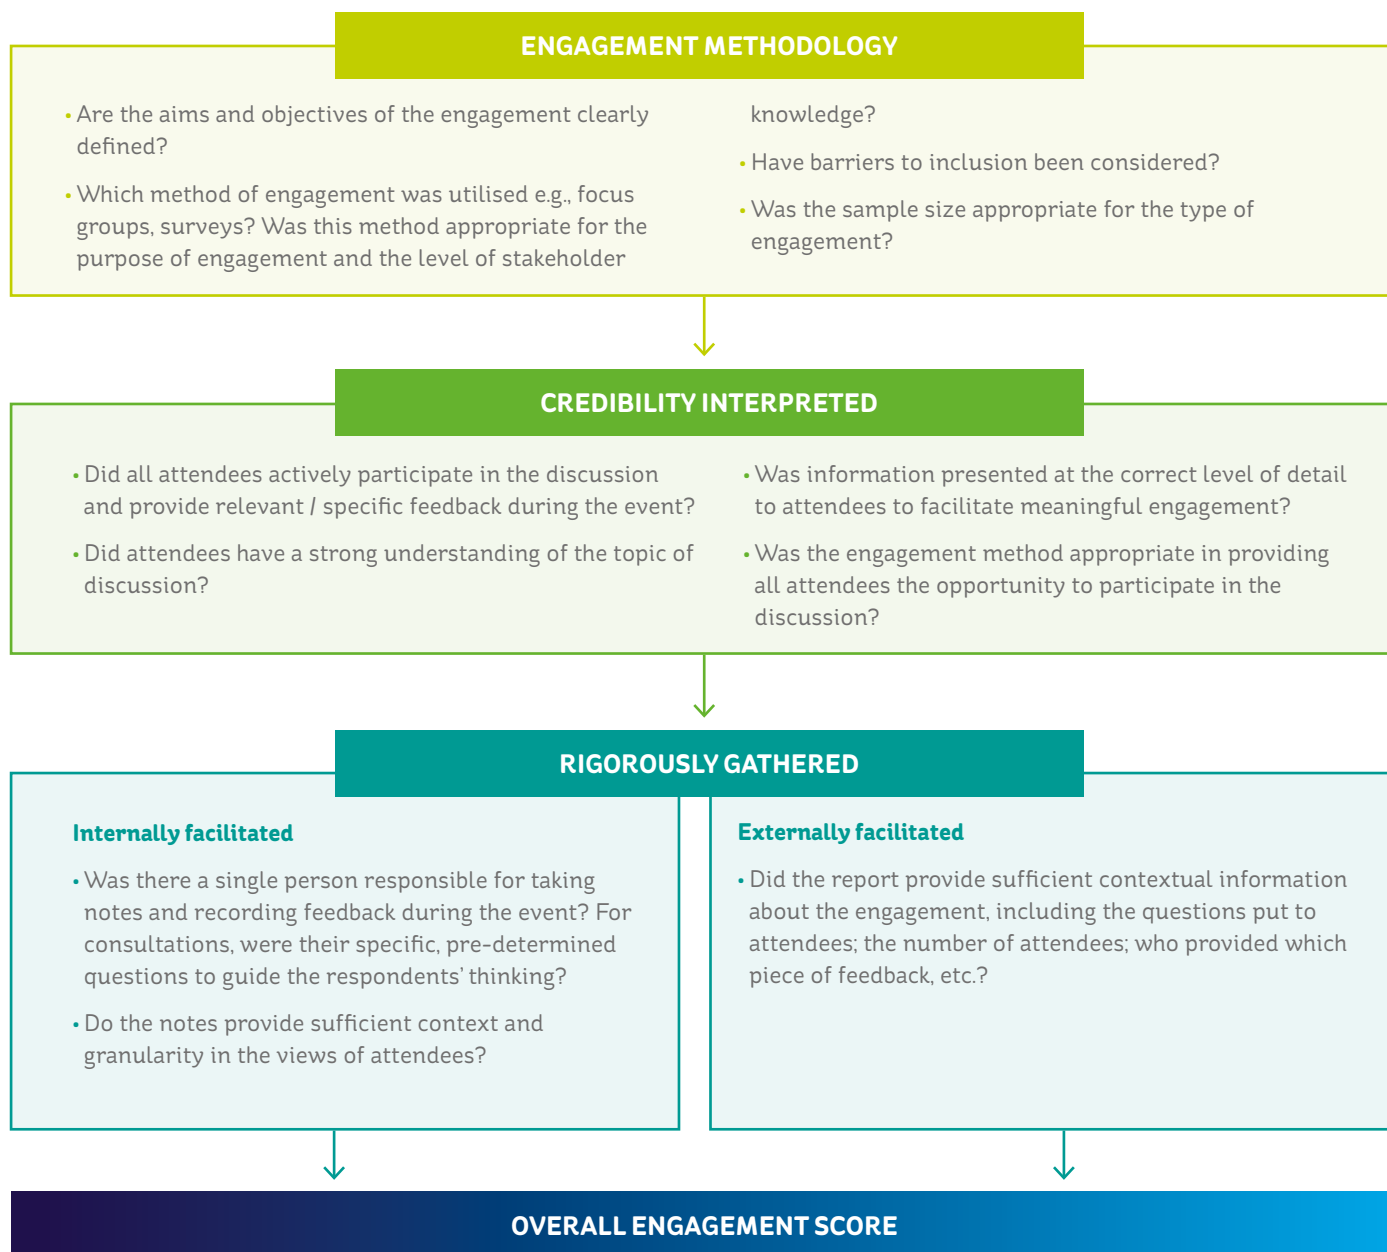 ENGAGEMENT METHODOLOGY
• Are the aims and objectives of the engagement clearly
defined?
• Which method of engagement was utilised e.g., focus
groups, surveys? Was this method appropriate for the
purpose of engagement and the level of stakeholder
knowledge?
• Have barriers to inclusion been considered?
• Was the sample size appropriate for the type of
engagement?
CREDIBILITY INTERPRETED
• Did all attendees actively participate in the discussion
and provide relevant / specific feedback during the event?
• Did attendees have a strong understanding of the topic of
discussion?
• Was information presented at the correct level of detail
to attendees to facilitate meaningful engagement?
• Was the engagement method appropriate in providing
all attendees the opportunity to participate in the
discussion?
RIGOROUSLY GATHERED
Internally facilitated
• Was there a single person responsible for taking
notes and recording feedback during the event? For
consultations, were their specific, pre-determined
questions to guide the respondents' thinking?
• Do the notes provide sufficient context and
granularity in the views of attendees?
Externally facilitated
• Did the report provide sufficient contextual information
about the engagement, including the questions put to
attendees; the number of attendees; who provided which
piece of feedback, etc.?
OVERALL ENGAGEMENT SCORE